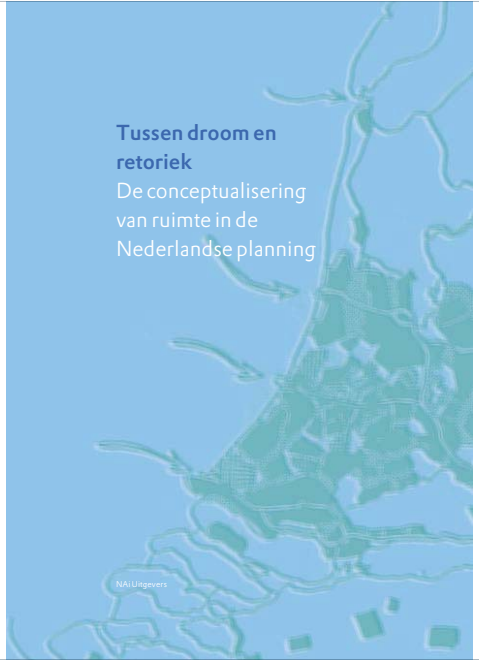 Tussen droom en
retoriek
De conceptualisering
van ruimte in de
Nederlandse planning
NAi Uitgevers